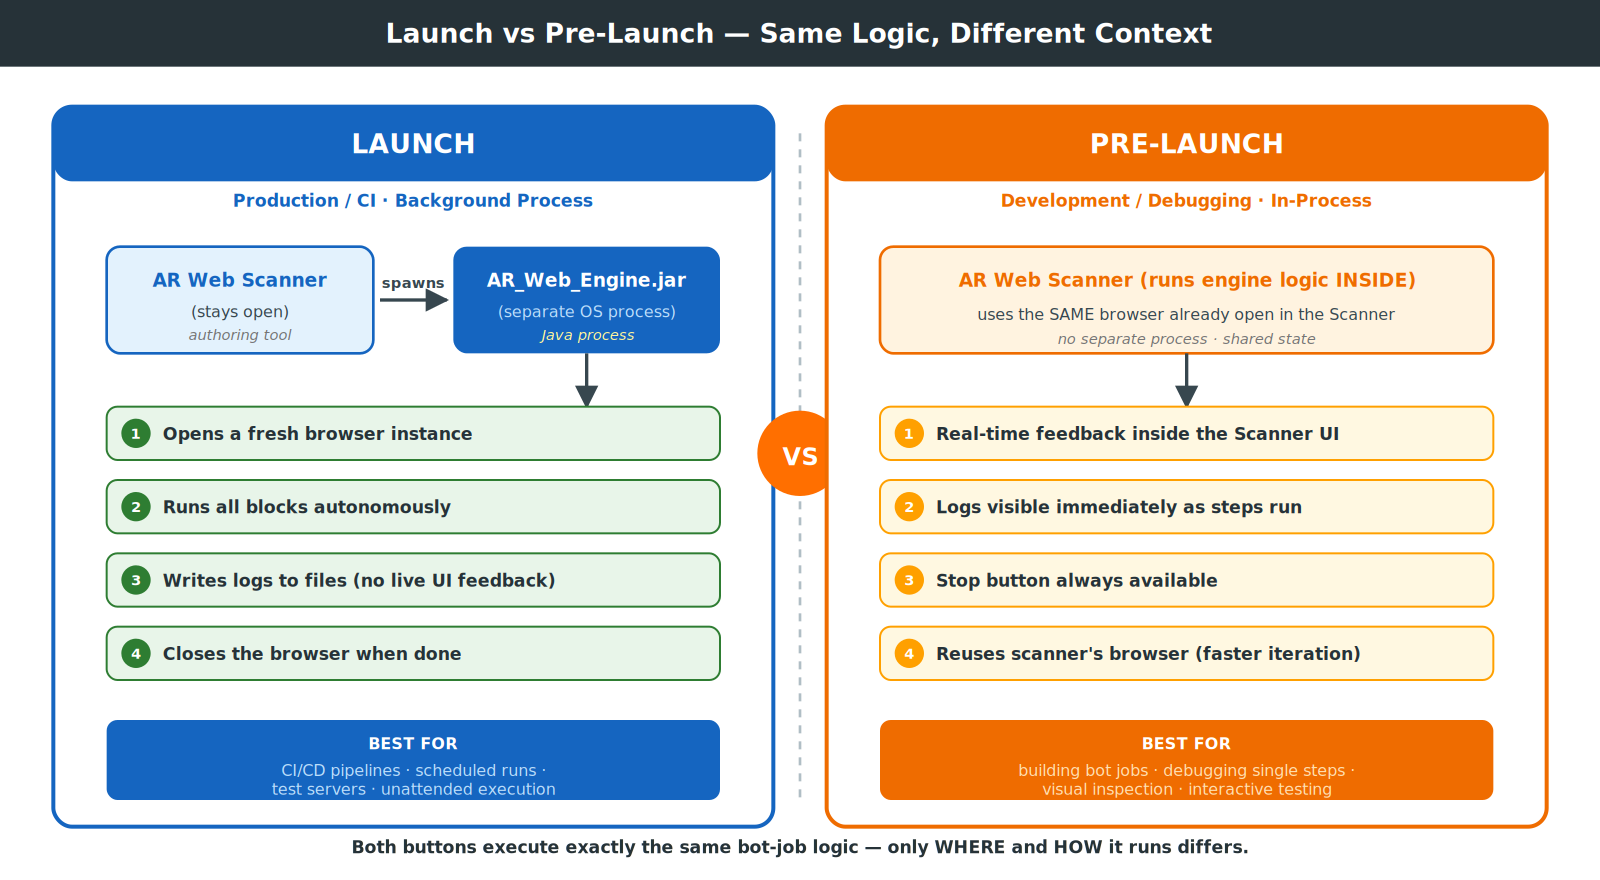 Launch vs Pre-Launch — Same Logic, Different Context
LAUNCH
Production / CI · Background Process
AR Web Scanner
(stays open)
authoring tool
spawns
AR_Web_Engine.jar
(separate OS process)
Java process
1 Opens a fresh browser instance
2 Runs all blocks autonomously
3 Writes logs to files (no live UI feedback)
4 Closes the browser when done
BEST FOR
CI/CD pipelines · scheduled runs ·
test servers · unattended execution
VS
PRE-LAUNCH
Development / Debugging · In-Process
AR Web Scanner (runs engine logic INSIDE)
uses the SAME browser already open in the Scanner
no separate process · shared state
1 Real-time feedback inside the Scanner UI
2 Logs visible immediately as steps run
3 Stop button always available
4 Reuses scanner's browser (faster iteration)
BEST FOR
building bot jobs · debugging single steps ·
visual inspection · interactive testing
Both buttons execute exactly the same bot-job logic — only WHERE and HOW it runs differs.